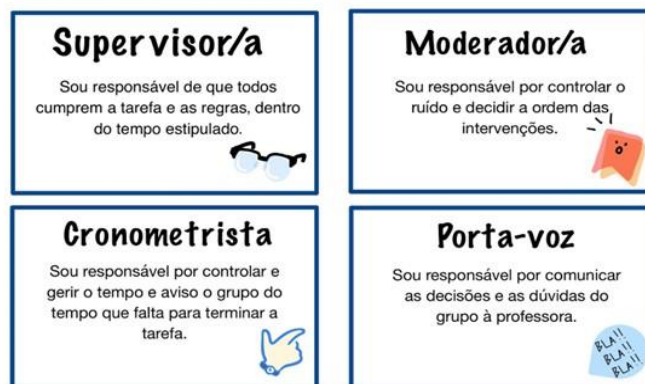 Supervisor/a
Sou responsável de que todos
cumprem a tarefa e as regras, dentro
do tempo estipulado.
Moderador/a
Sou responsável por controlar o
ruído e decidir a ordem das
intervenções.
Cronometrista
Sou responsável por controlar e
gerir o tempo e aviso o grupo do
tempo que falta para terminar a
tarefa.
Porta-voz
Sou responsável por comunicar
as decisões e as dúvidas do
grupo à professora.
BLA!!
BLA!!
BLA!!